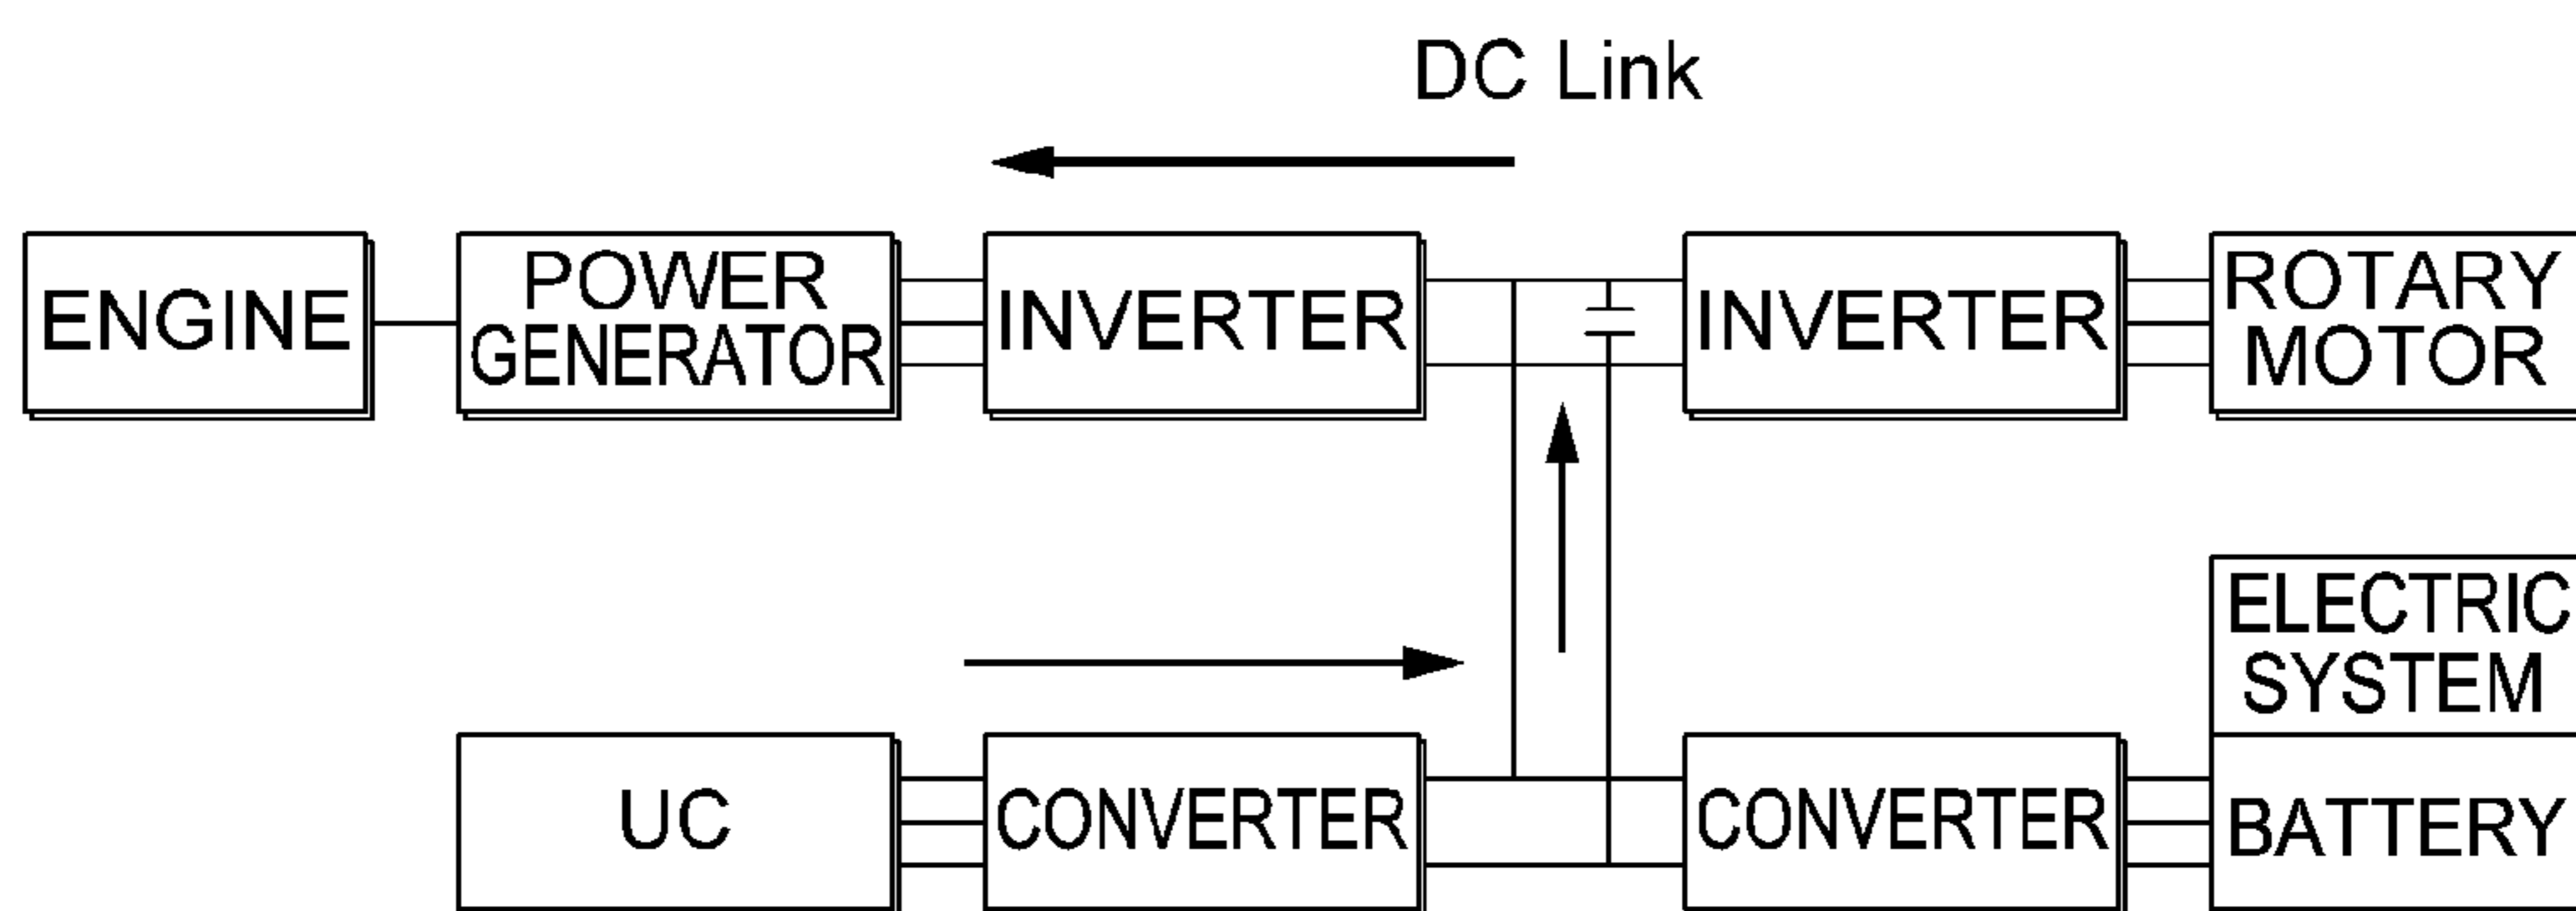 DC Link
ENGINE
POWER
GENERATOR
INVERTER
INVERTER
ROTARY
MOTOR
ELECTRIC
SYSTEM
UC
CONVERTER
CONVERTER
BATTERY